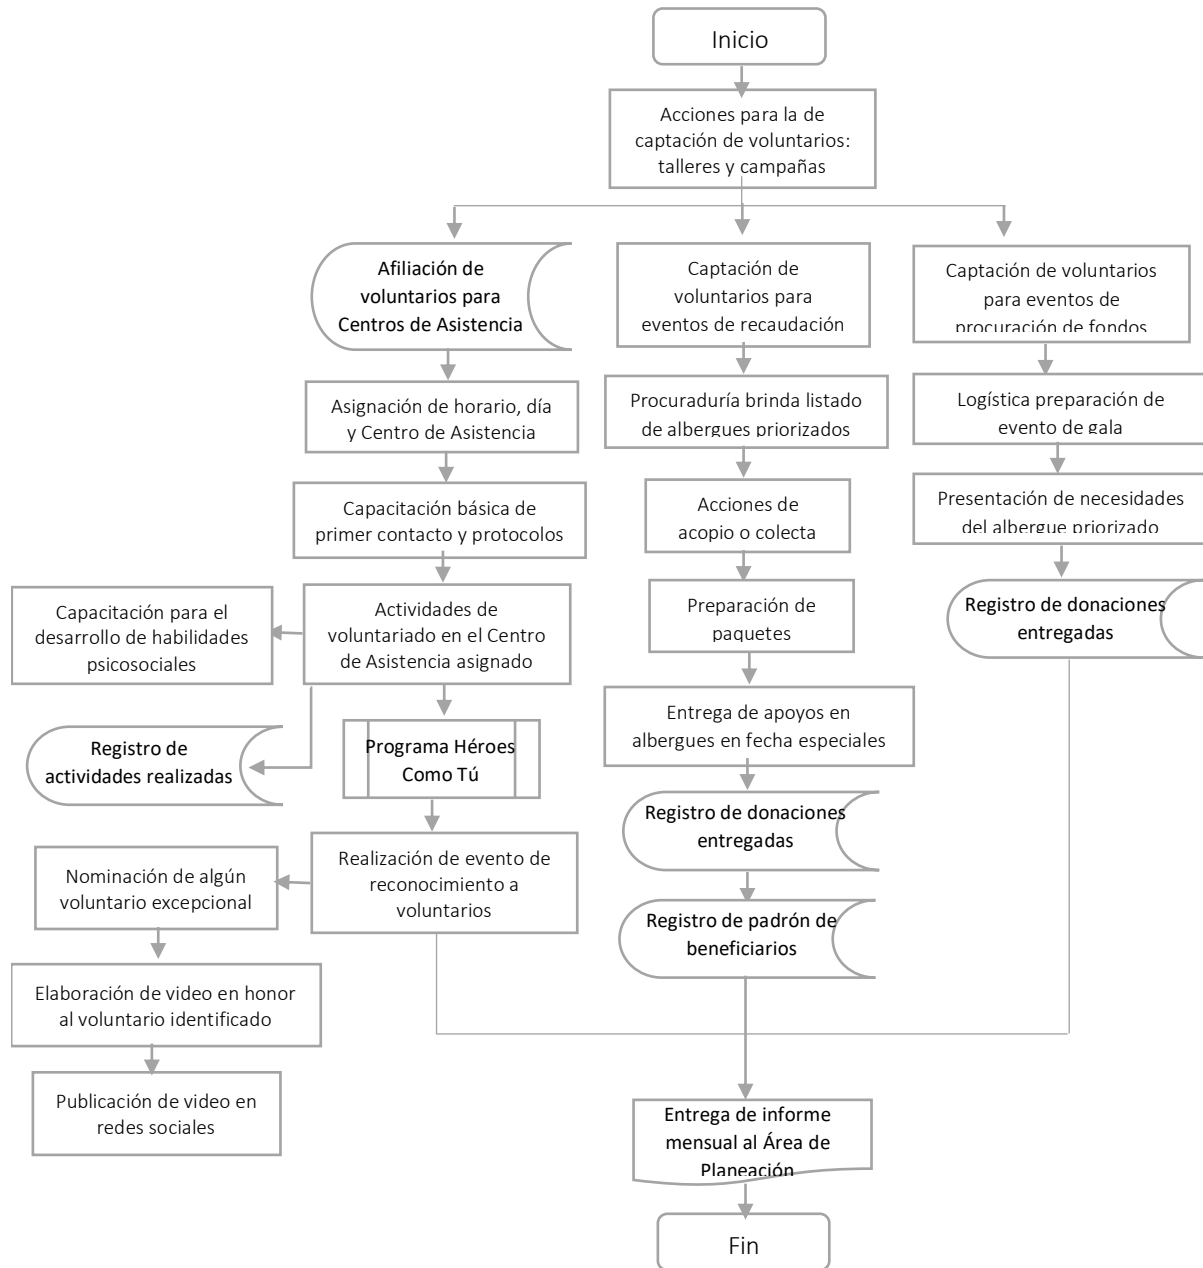 Inicio
Acciones para la de
captación de voluntarios:
talleres y campañas
Afiliación de
voluntarios para
Centros de Asistencia
Captación de
voluntarios para
eventos de recaudación
Captación de voluntarios
para eventos de
procuración de fondos
Asignación de horario, día
y Centro de Asistencia
Procuraduría brinda listado
de albergues priorizados
Logística preparación de
evento de gala
Capacitación básica de
primer contacto y protocolos
Acciones de
acopio o colecta
Presentación de necesidades
del albergue priorizado
Capacitación para el
desarrollo de habilidades
psicosociales
Actividades de
voluntariado en el Centro
de Asistencia asignado
Preparación de
paquetes
Registro de donaciones
entregadas
Registro de
actividades realizadas
Programa Héroes
Como Tú
Entrega de apoyos en
albergues en fecha especiales
Registro de donaciones
entregadas
Nominación de algún
voluntario excepcional
Realización de evento de
reconocimiento a
voluntarios
Registro de padrón de
beneficiarios
Elaboración de video en honor
al voluntario identificado
Publicación de video en
redes sociales
Entrega de informe
mensual al Área de
Planeación
Fin